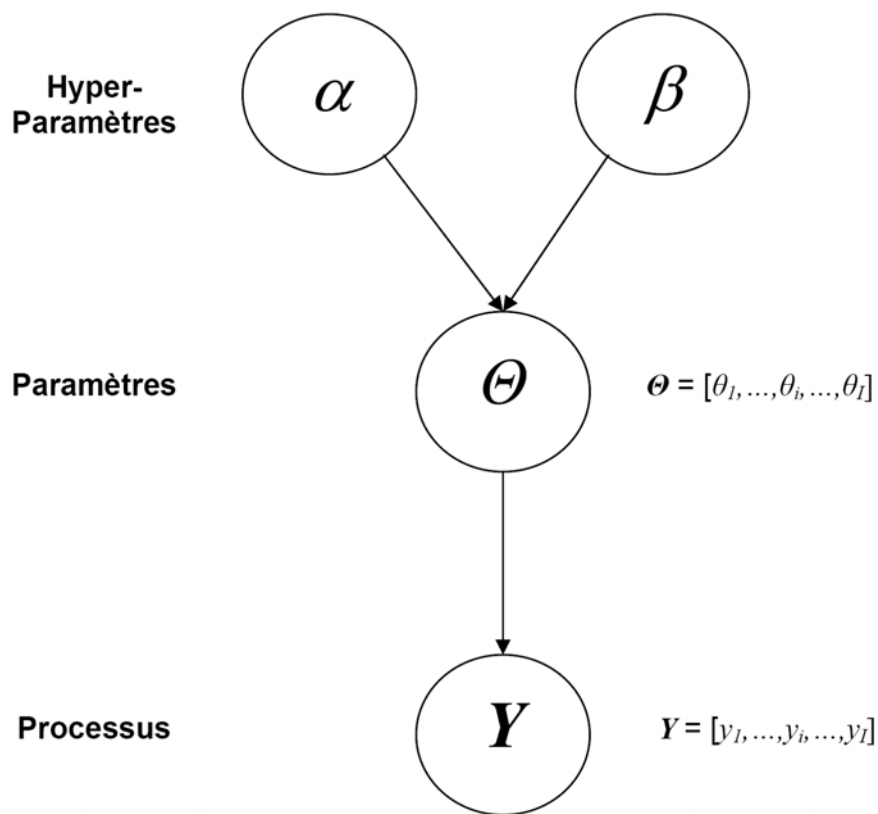 Hyper-
Paramètres
α
β
Paramètres
Θ
Θ = [θ1,...,θi,...,θI]
Processus
Y
Y = [y1,...,yi,...,yI]